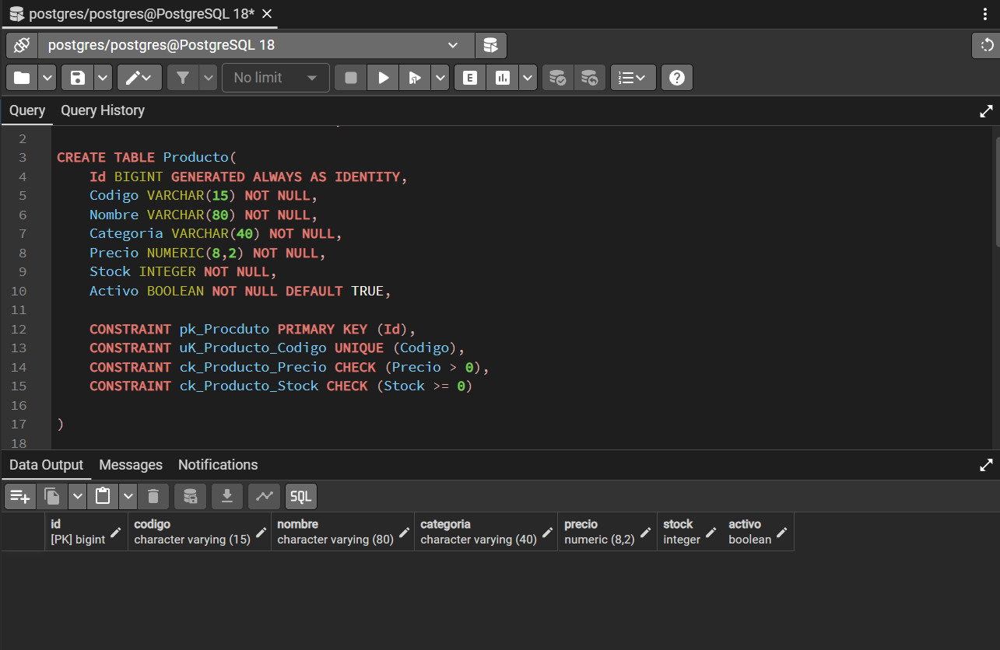 postgres/postgres@PostgreSQL 18*
postgres/postgres@PostgreSQL 18
No limit
E
Query Query History
2
3 CREATE TABLE Producto(
4 Id BIGINT GENERATED ALWAYS AS IDENTITY,
5 Codigo VARCHAR(15) NOT NULL,
6 Nombre VARCHAR(80) NOT NULL,
7 Categoria VARCHAR(40) NOT NULL,
8 Precio NUMERIC(8,2) NOT NULL,
9 Stock INTEGER NOT NULL,
10 Activo BOOLEAN NOT NULL DEFAULT TRUE,
11
12 CONSTRAINT pk_Procduto PRIMARY KEY (Id),
13 CONSTRAINT uK_Producto_Codigo UNIQUE (Codigo),
14 CONSTRAINT ck_Producto_Precio CHECK (Precio > 0),
15 CONSTRAINT ck_Producto_Stock CHECK (Stock >= 0)
16
17 )
18
Data Output Messages Notifications
SQL
id codigo nombre categoria precio stock activo
[PK] bigint character varying (15) character varying (80) character varying (40) numeric (8,2) integer boolean